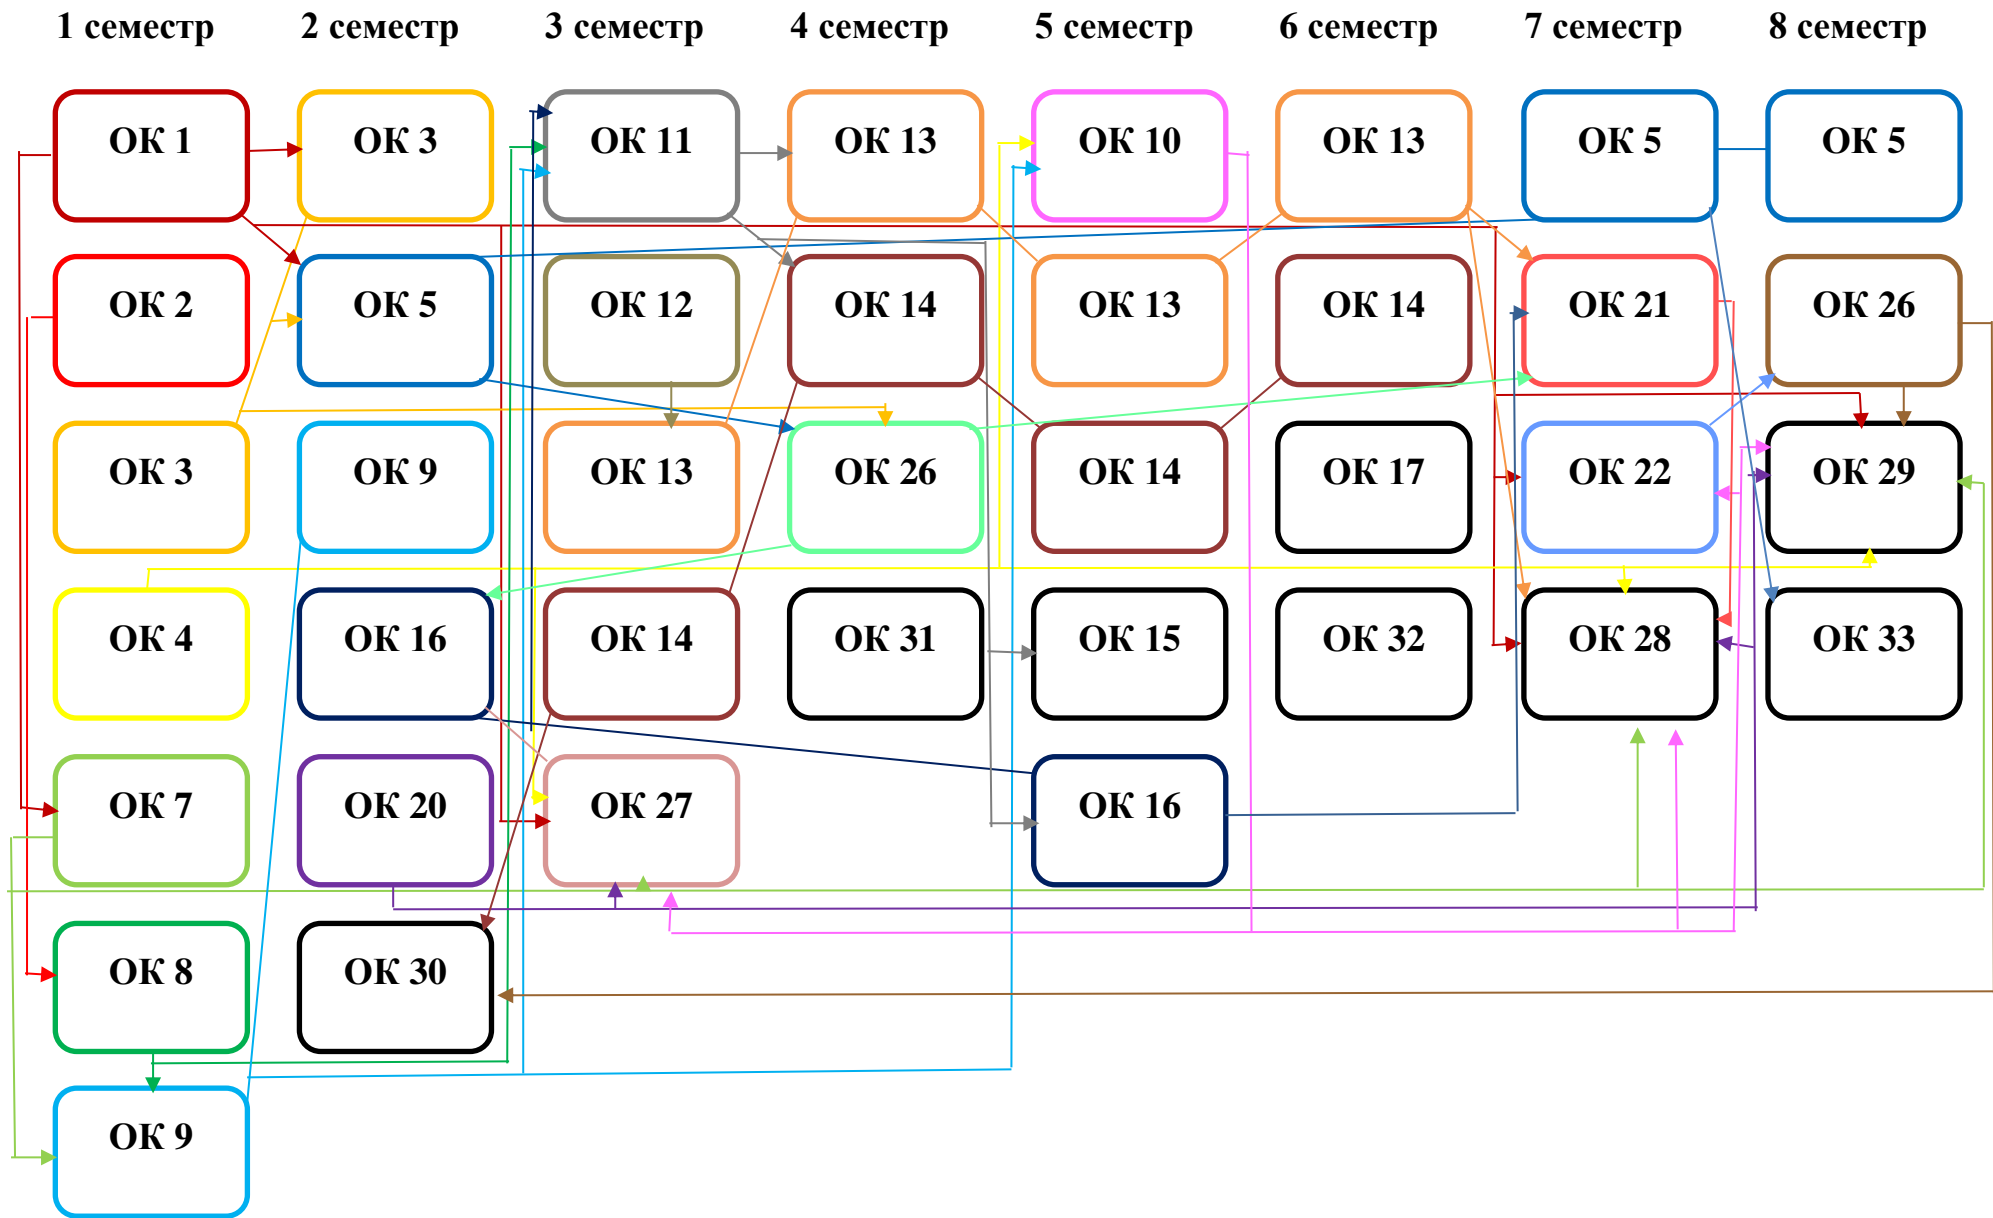 1 семестр 2 семестр 3 семестр 4 семестр 5 семестр 6 семестр 7 семестр 8 семестр
ОК 1 ОК 3 ОК 11 ОК 13 ОК 10 ОК 13 ОК 5 ОК 5
ОК 2 ОК 5 ОК 12 ОК 14 ОК 13 ОК 14 ОК 21 ОК 26
ОК 3 ОК 9 ОК 13 ОК 26 ОК 14 ОК 17 ОК 22 ОК 29
ОК 4 ОК 16 ОК 14 ОК 31 ОК 15 ОК 32 ОК 28 ОК 33
ОК 7 ОК 20 ОК 27 ОК 16
ОК 8 ОК 30
ОК 9